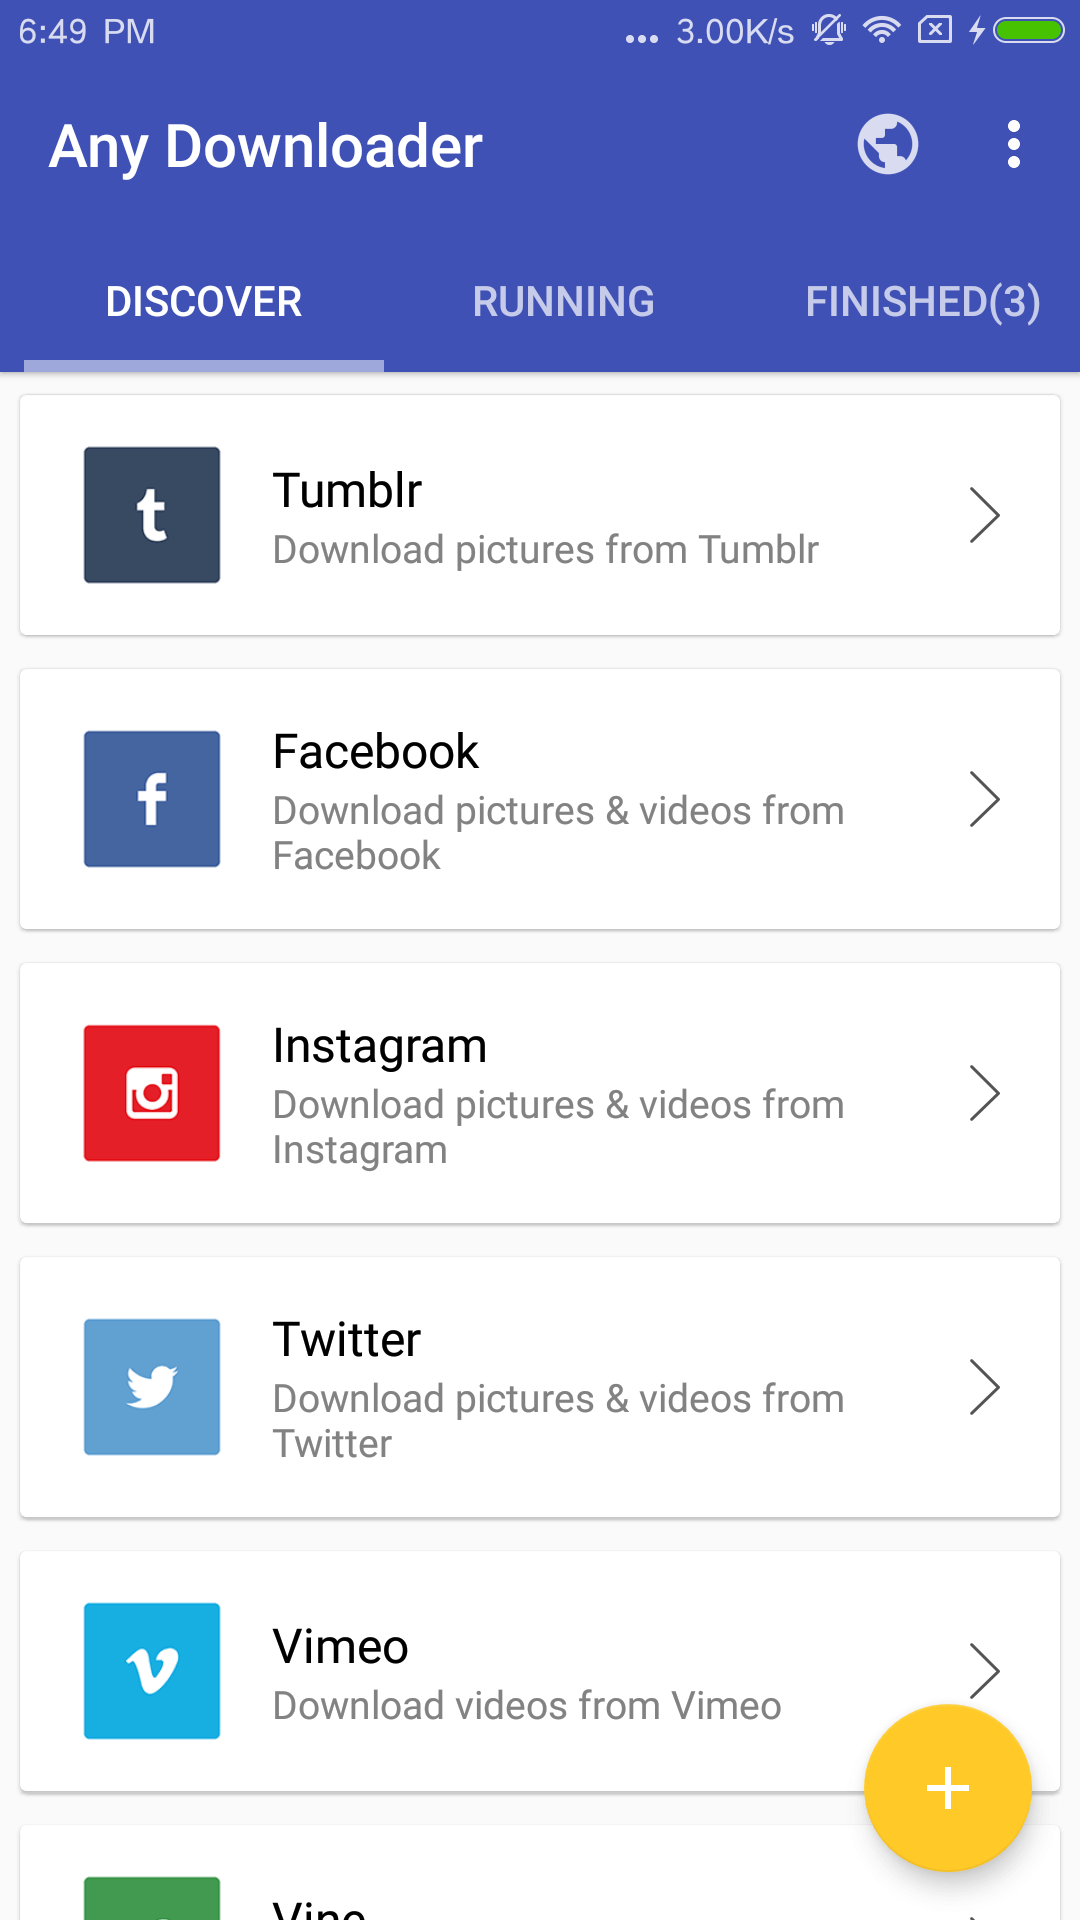 6:49 PM
... 3.00K/s
Any Downloader
DISCOVER RUNNING FINISHED(3)
Tumblr
Download pictures from Tumblr
Facebook
Download pictures & videos from
Facebook
Instagram
Download pictures & videos from
Instagram
Twitter
Download pictures & videos from
Twitter
Vimeo
Download videos from Vimeo
Vine